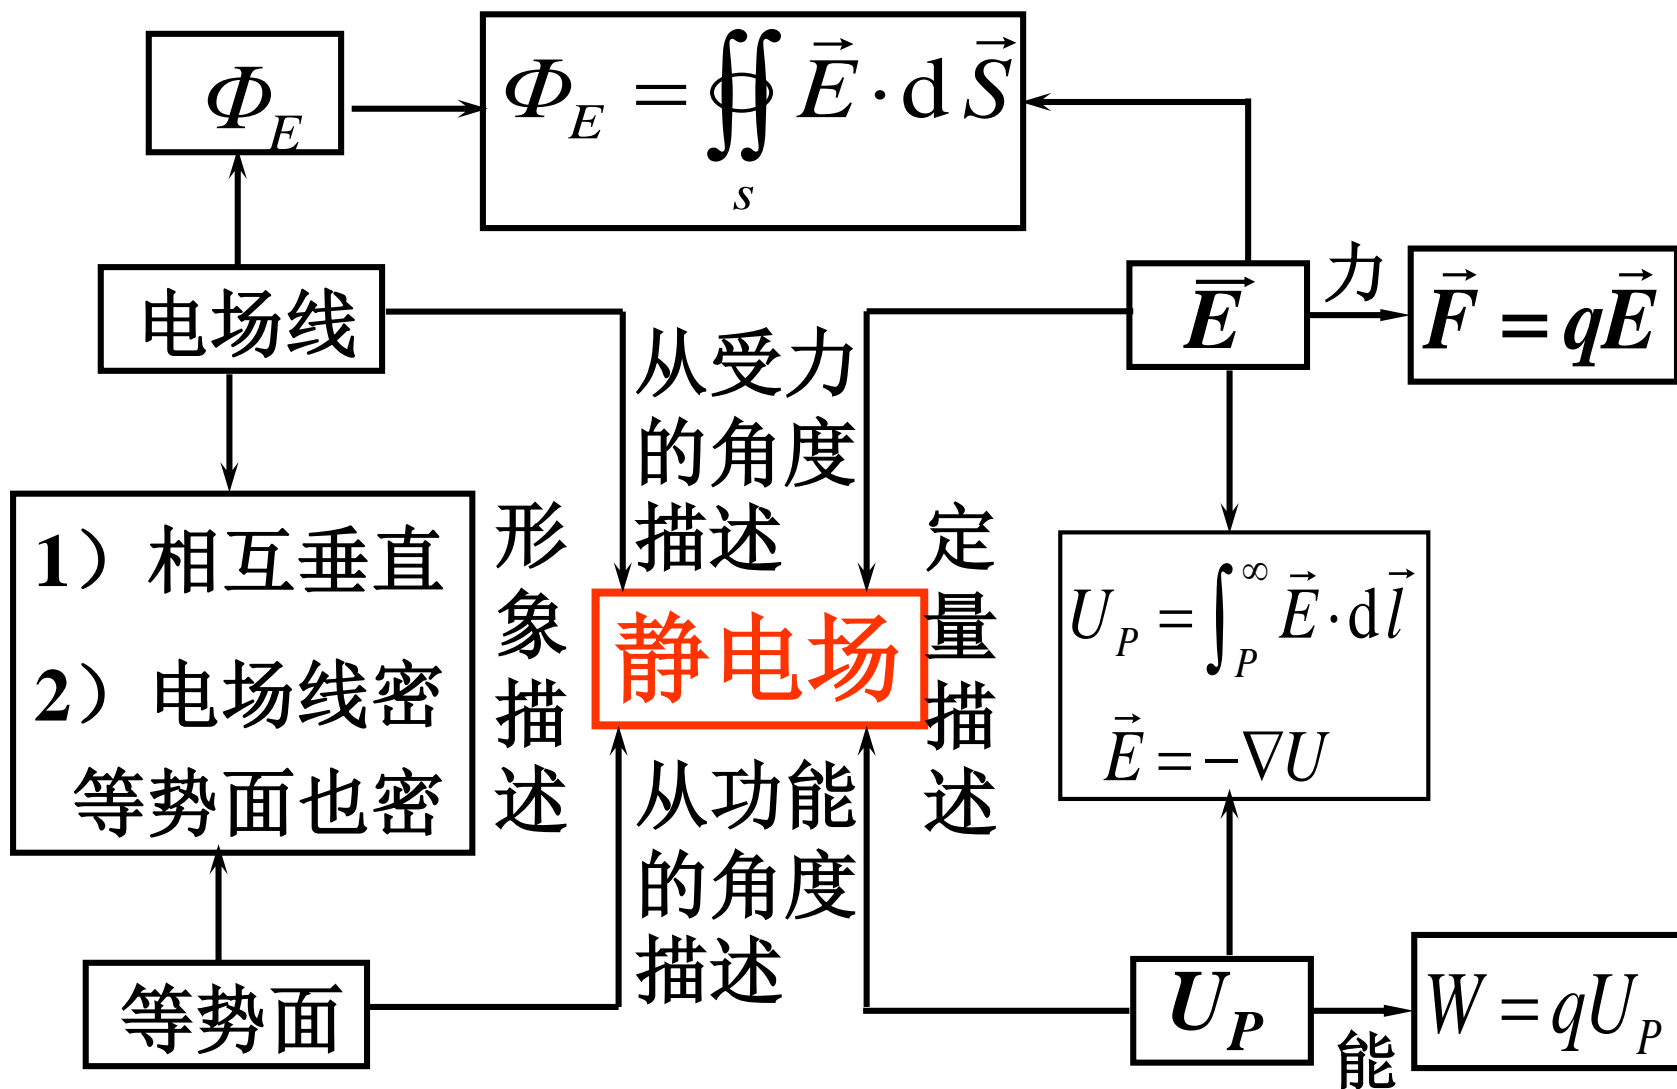 Φ_E
Φ_E = ∯_s E⃗ · d S⃗
电场线
E⃗
力
F⃗ = qE⃗
从受力
的角度
描述
1）相互垂直
2）电场线密
等势面也密
形象描述
静电场
定量描述
U_P = ∫_P^∞ E⃗ · d l⃗
E⃗ = −∇U
从功能
的角度
描述
等势面
U_P
能
W = qU_P